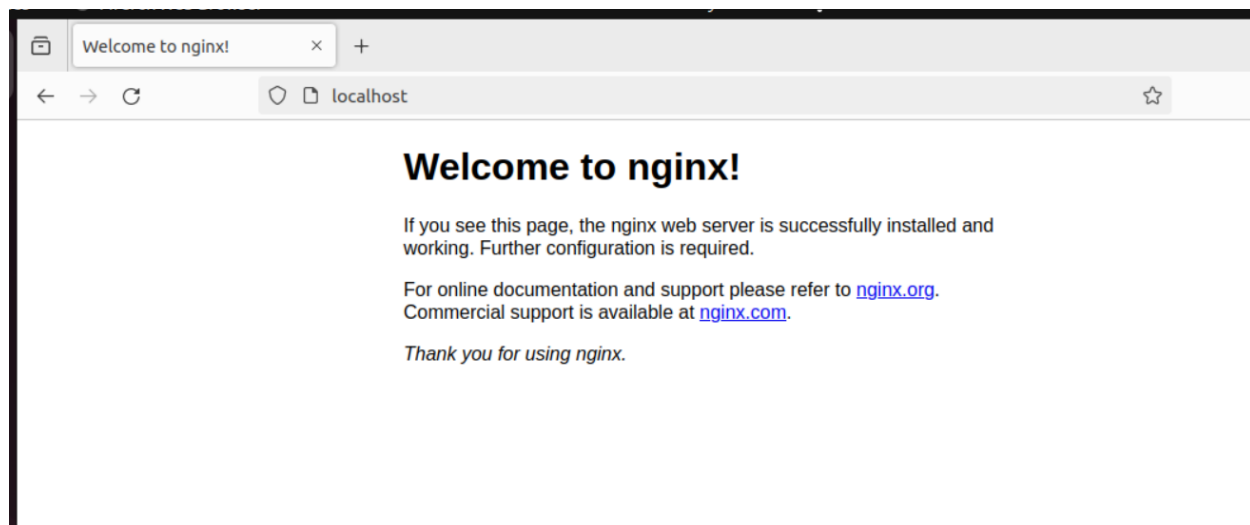 Welcome to nginx!
localhost
Welcome to nginx!
If you see this page, the nginx web server is successfully installed and
working. Further configuration is required.
For online documentation and support please refer to nginx.org.
Commercial support is available at nginx.com.
Thank you for using nginx.